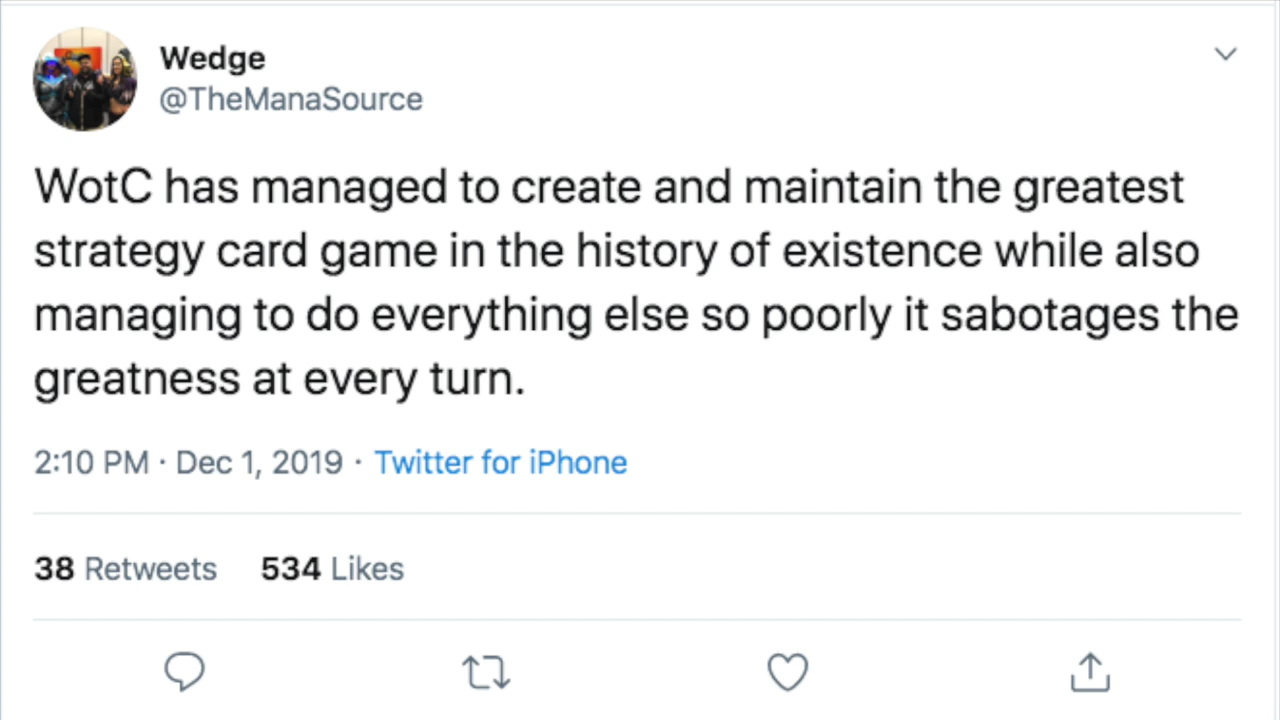 Wedge
@TheManaSource
WotC has managed to create and maintain the greatest
strategy card game in the history of existence while also
managing to do everything else so poorly it sabotages the
greatness at every turn.
2:10 PM · Dec 1, 2019 · Twitter for iPhone
38 Retweets 534 Likes